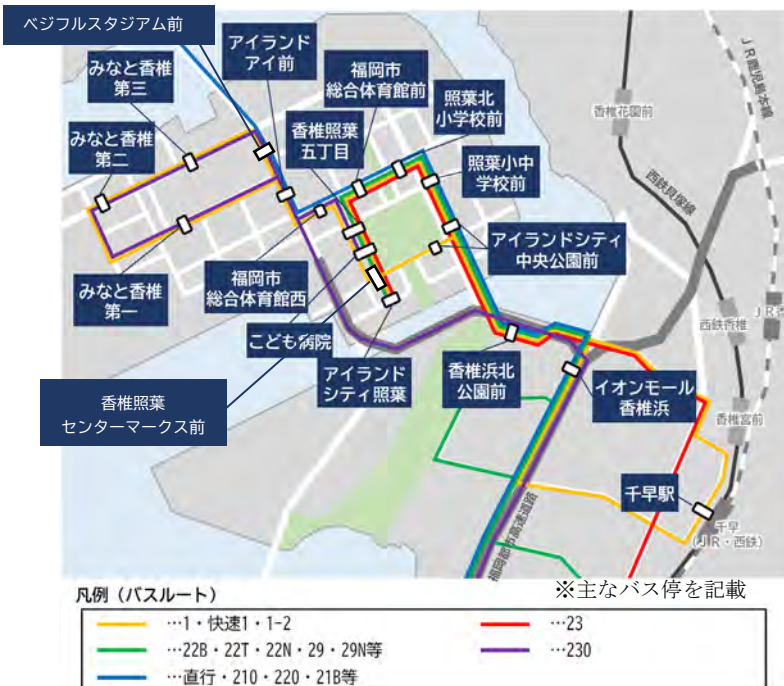 ベジフルスタジアム前
アイランド
アイ前
福岡市
総合体育館前
みなと香椎
第三
香椎照葉
五丁目
照葉北
小学校前
みなと香椎
第二
照葉小中
学校前
アイランドシティ
中央公園前
みなと香椎
第一
福岡市
総合体育館西
こども病院
アイランド
シティ照葉
香椎照葉
センターマークス前
香椎浜北
公園前
イオンモール
香椎浜
千早駅
千早
(JR・西鉄)
香椎花園前
西鉄貝塚線
JR鹿児島本線
西鉄香椎
香椎宮前
福岡都市高速道路
※主なバス停を記載
凡例(バスルート)
…1・快速1・1-2
…23
…22B・22T・22N・29・29N等
…230
…直行・210・220・21B等